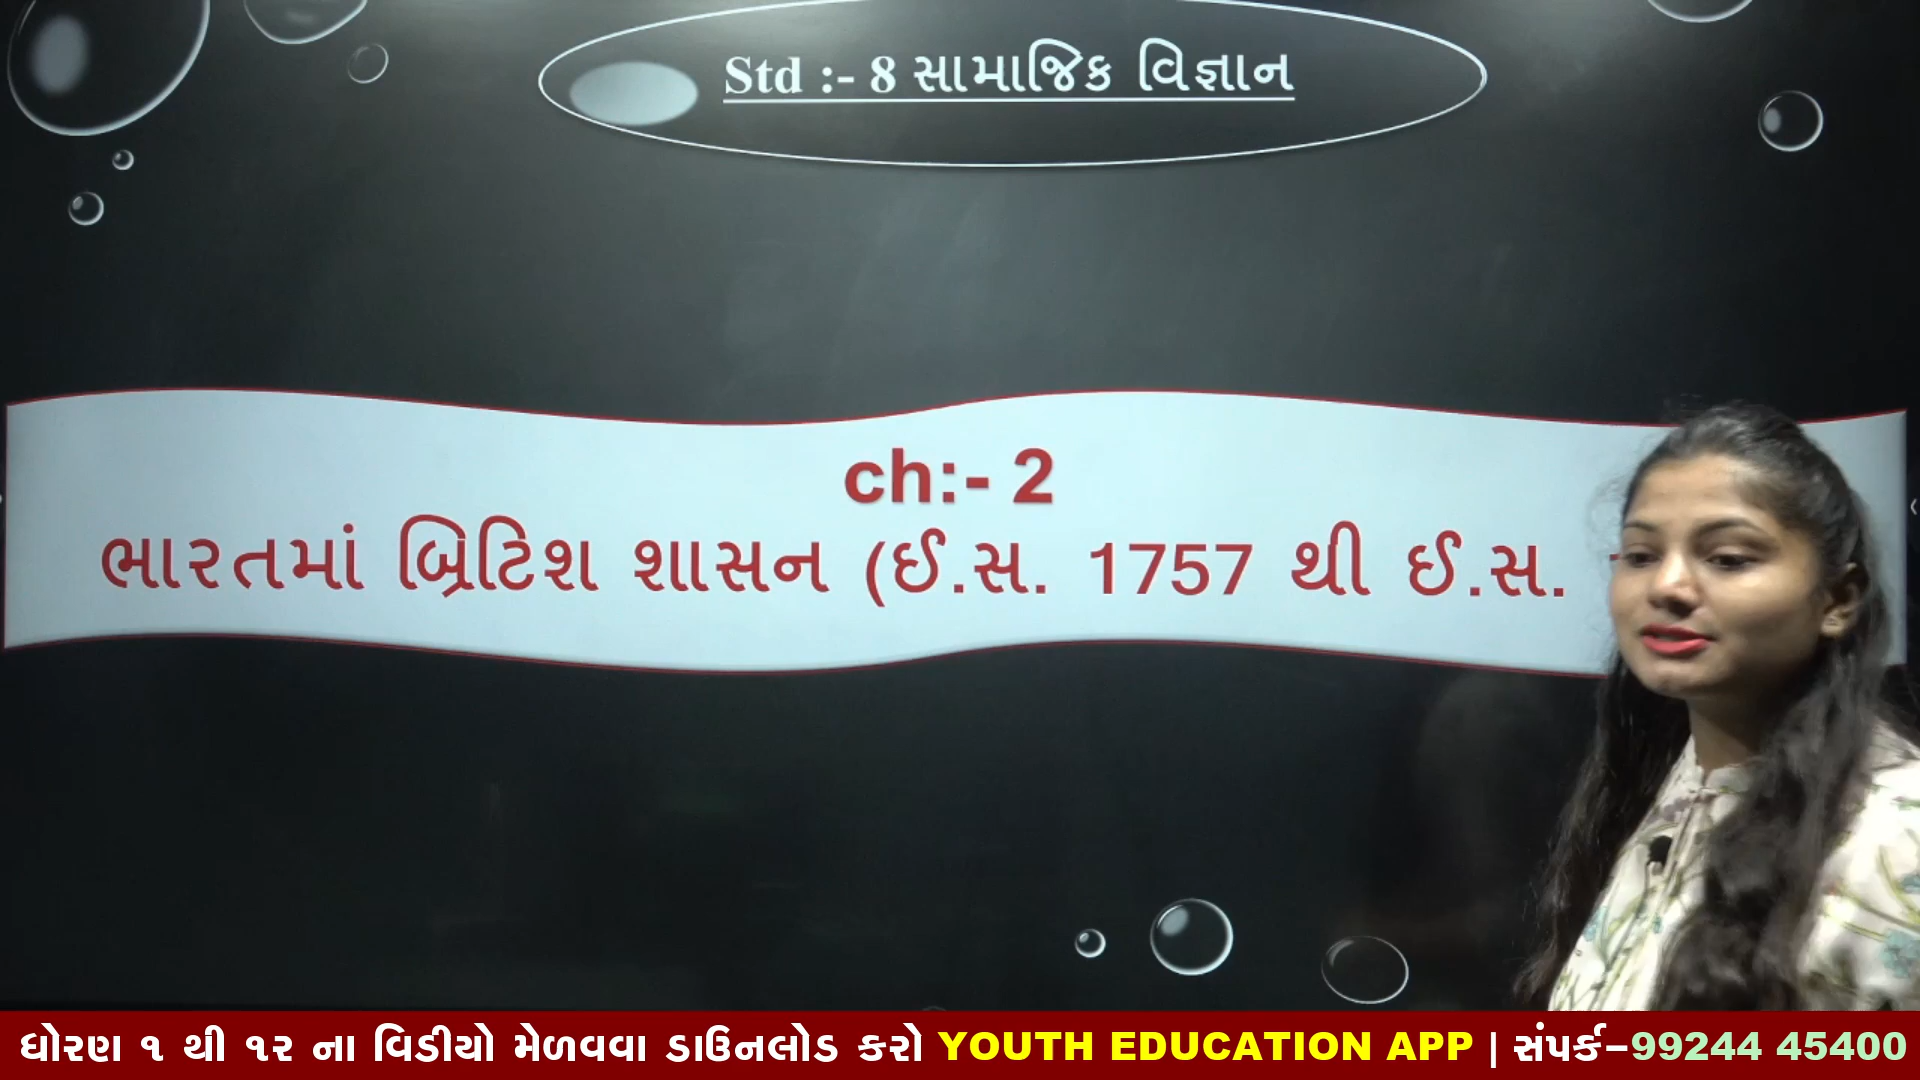 Std :- 8 સામાજિક વિજ્ઞાન
ch:- 2
ભારતમાં બ્રિટિશ શાસન (ઈ.સ. 1757 થી ઈ.સ.
ધોરણ ૧ થી ૧૨ ના વિડીયો મેળવવા ડાઉનલોડ કરો YOUTH EDUCATION APP | સંપર્ક–99244 45400